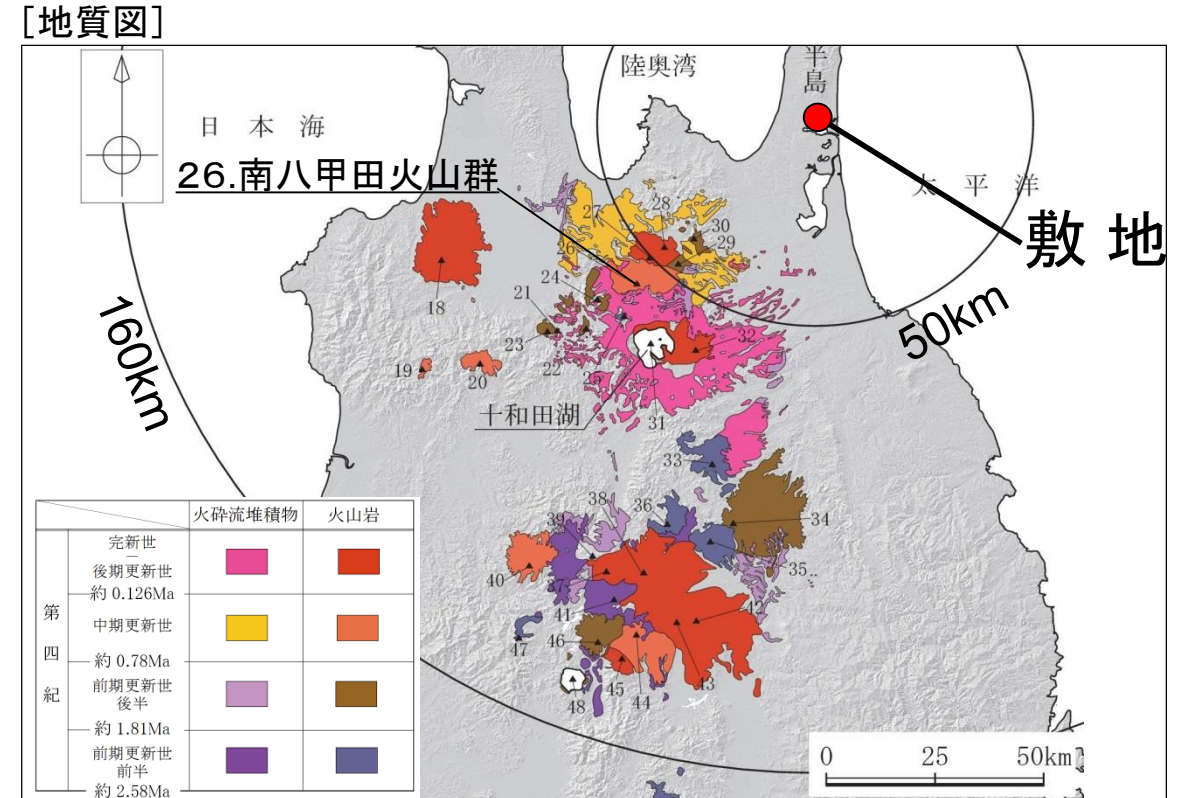 [地質図]
陸奥湾
半島
日本海
26.南八甲田火山群
太平洋
敷地
160km
50km
27
28
30
29
26
24
21
18
23
22
25
32
19
20
十和田湖
31
33
38
36
34
39
40
37
35
41
42
46
47
45
43
44
48
火砕流堆積物
火山岩
第四紀
完新世
―
後期更新世
約 0.126Ma
中期更新世
約 0.78Ma
前期更新世
後半
約 1.81Ma
前期更新世
前半
約 2.58Ma
0 25 50km